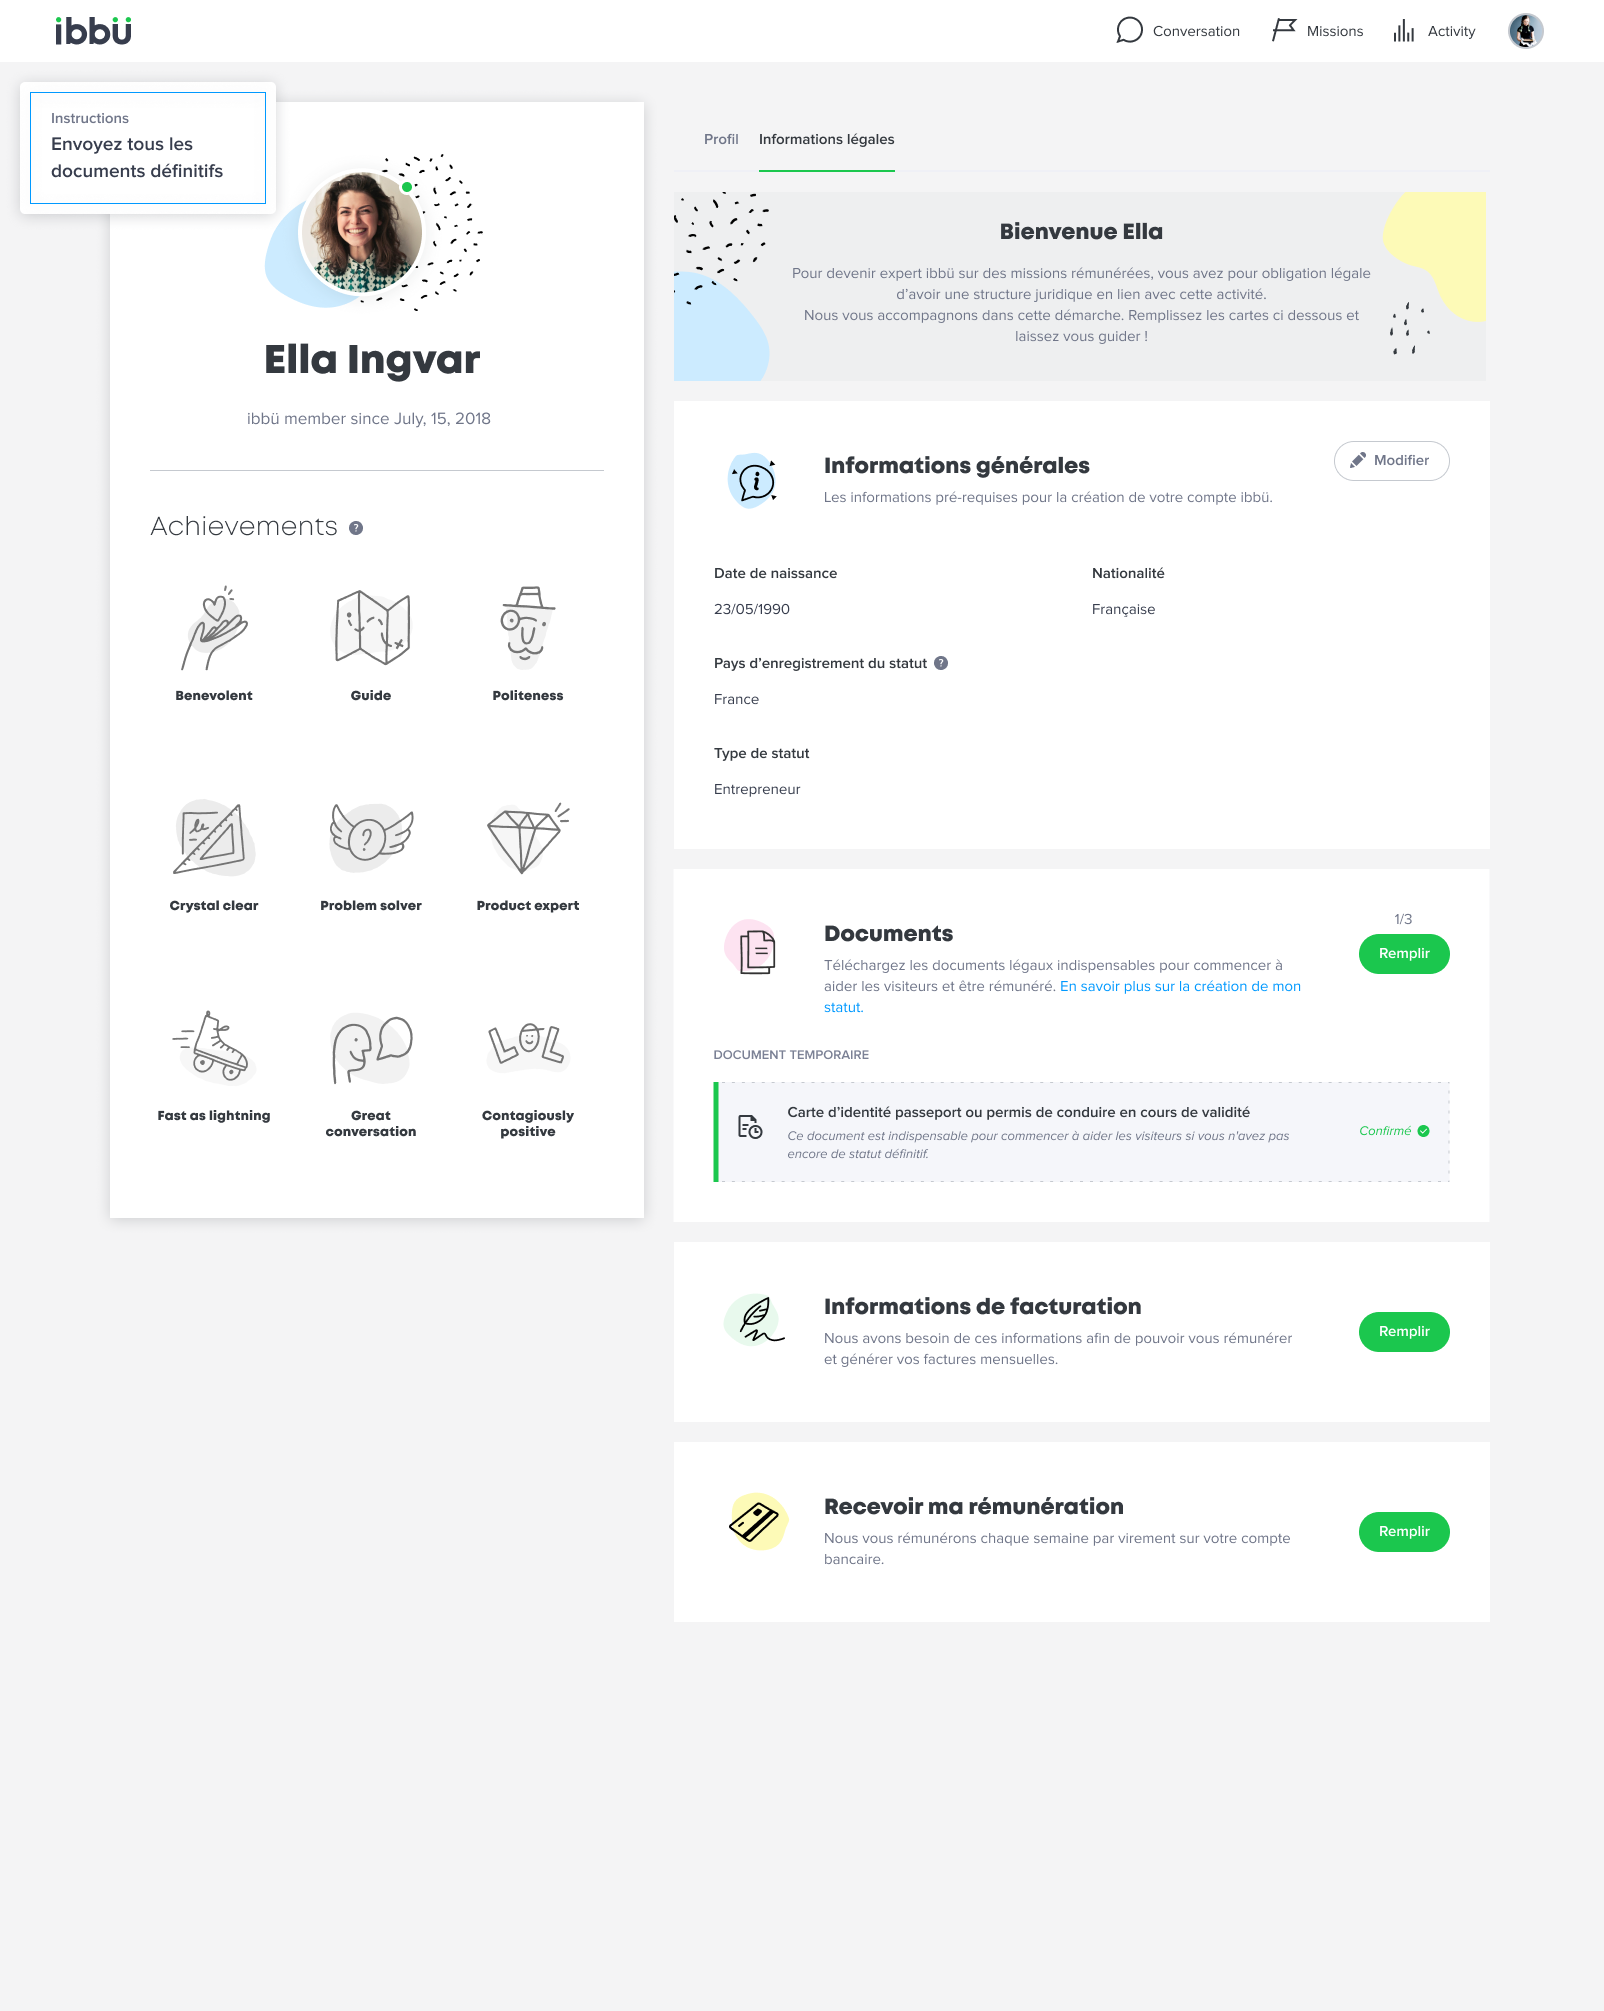 ibbü
Conversation
Missions
Activity
Instructions
Envoyez tous les
documents définitifs
Ella Ingvar
ibbü member since July, 15, 2018
Achievements ?
Benevolent
Guide
Politeness
le
?
Crystal clear
Problem solver
Product expert
LOL
Fast as lightning
Great
conversation
Contagiously
positive
Profil
Informations légales
Bienvenue Ella
Pour devenir expert ibbü sur des missions rémunérées, vous avez pour obligation légale
d’avoir une structure juridique en lien avec cette activité.
Nous vous accompagnons dans cette démarche. Remplissez les cartes ci dessous et
laissez vous guider !
Informations générales
Les informations pré-requises pour la création de votre compte ibbü.
Modifier
Date de naissance
23/05/1990
Nationalité
Française
Pays d’enregistrement du statut ?
France
Type de statut
Entrepreneur
Documents
Téléchargez les documents légaux indispensables pour commencer à
aider les visiteurs et être rémunéré. En savoir plus sur la création de mon
statut.
1/3
Remplir
DOCUMENT TEMPORAIRE
Carte d’identité passeport ou permis de conduire en cours de validité
Ce document est indispensable pour commencer à aider les visiteurs si vous n'avez pas
encore de statut définitif.
Confirmé
Informations de facturation
Nous avons besoin de ces informations afin de pouvoir vous rémunérer
et générer vos factures mensuelles.
Remplir
Recevoir ma rémunération
Nous vous rémunérons chaque semaine par virement sur votre compte
bancaire.
Remplir